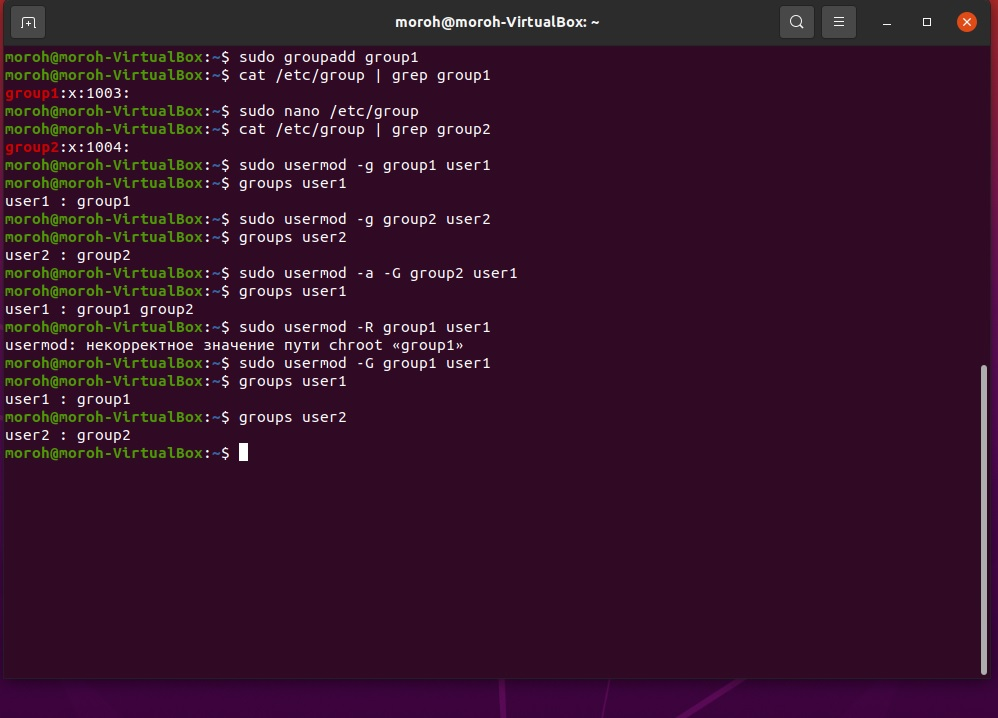 moroh@moroh-VirtualBox: ~
moroh@moroh-VirtualBox:~$ sudo groupadd group1
moroh@moroh-VirtualBox:~$ cat /etc/group | grep group1
group1:x:1003:
moroh@moroh-VirtualBox:~$ sudo nano /etc/group
moroh@moroh-VirtualBox:~$ cat /etc/group | grep group2
group2:x:1004:
moroh@moroh-VirtualBox:~$ sudo usermod -g group1 user1
moroh@moroh-VirtualBox:~$ groups user1
user1 : group1
moroh@moroh-VirtualBox:~$ sudo usermod -g group2 user2
moroh@moroh-VirtualBox:~$ groups user2
user2 : group2
moroh@moroh-VirtualBox:~$ sudo usermod -a -G group2 user1
moroh@moroh-VirtualBox:~$ groups user1
user1 : group1 group2
moroh@moroh-VirtualBox:~$ sudo usermod -R group1 user1
usermod: некорректное значение пути chroot «group1»
moroh@moroh-VirtualBox:~$ sudo usermod -G group1 user1
moroh@moroh-VirtualBox:~$ groups user1
user1 : group1
moroh@moroh-VirtualBox:~$ groups user2
user2 : group2
moroh@moroh-VirtualBox:~$